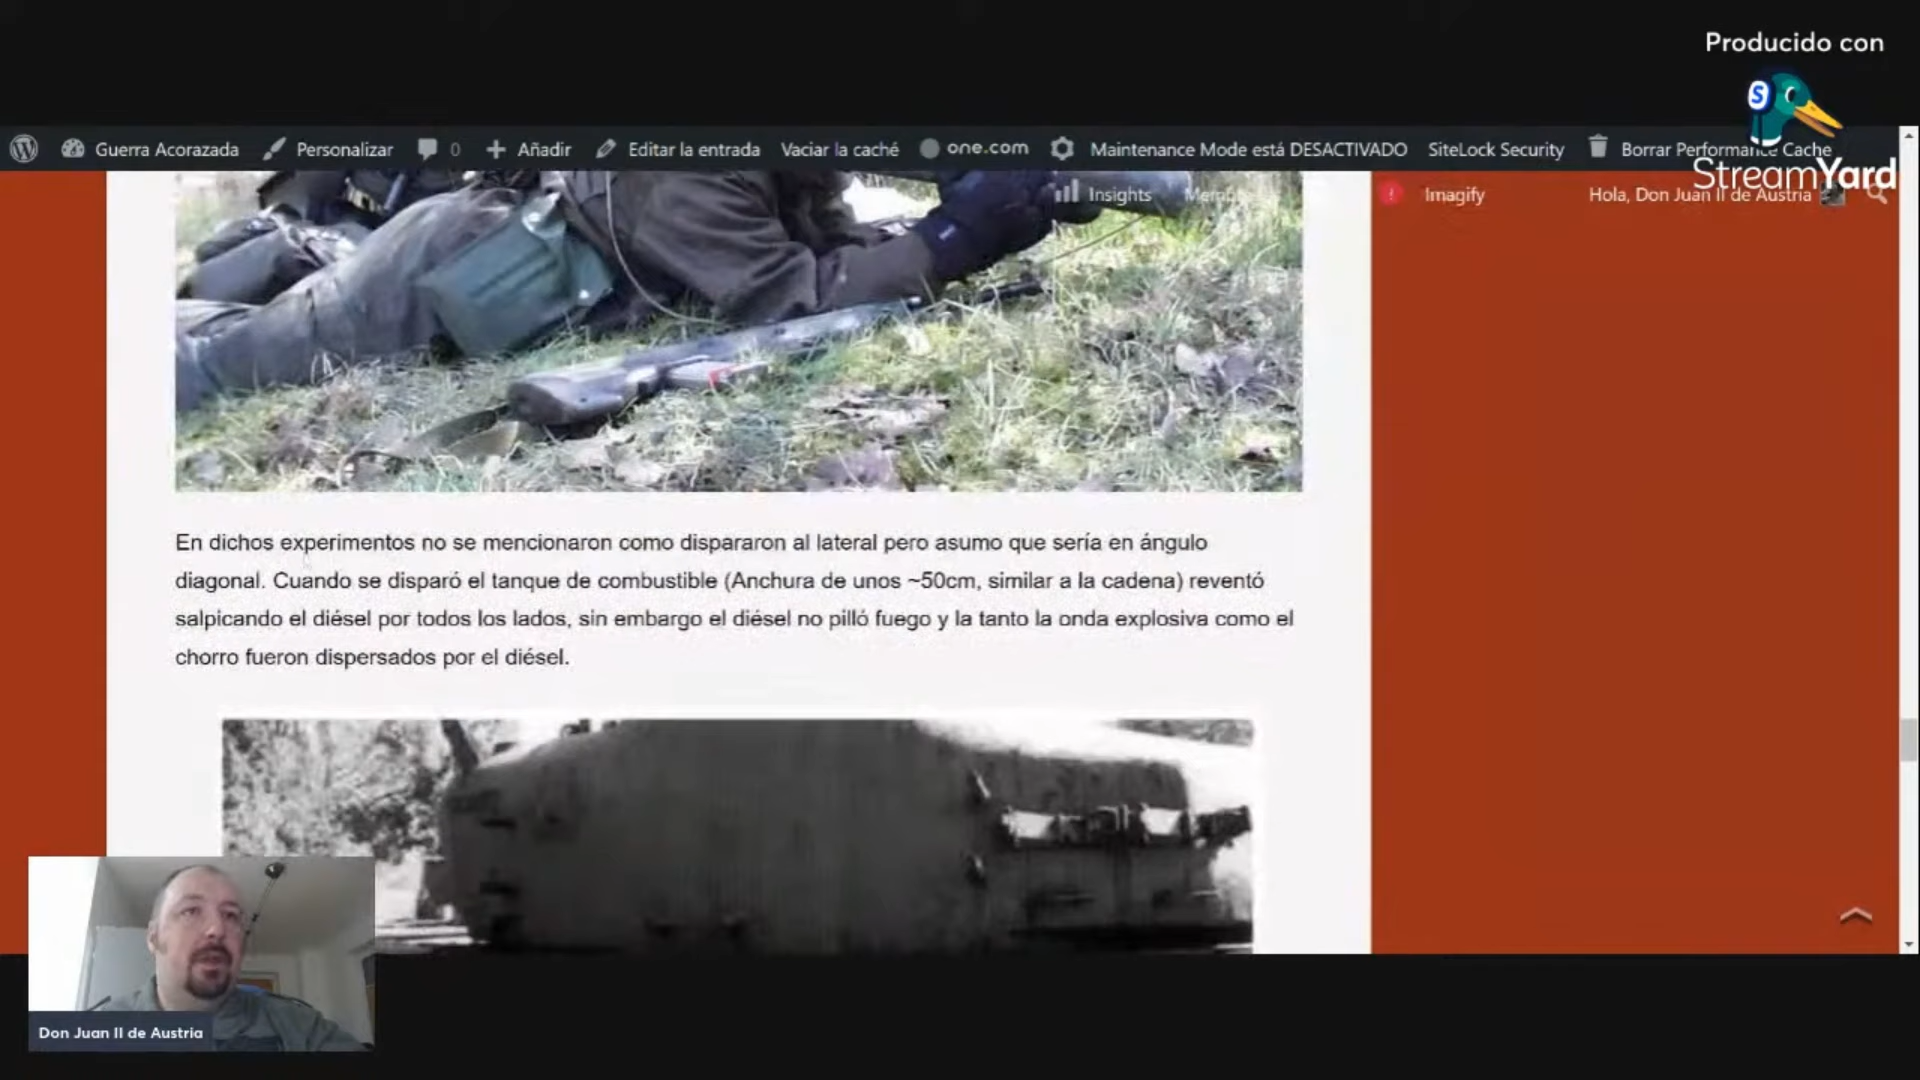 Producido con
S
StreamYard
Guerra Acorazada
Personalizar
0
Añadir
Editar la entrada
Vaciar la caché
one.com
Maintenance Mode está DESACTIVADO
SiteLock Security
Borrar Performance Cache
Insights
Imagify
Hola, Don Juan II de Austria
En dichos experimentos no se mencionaron como dispararon al lateral pero asumo que sería en ángulo
diagonal. Cuando se disparó el tanque de combustible (Anchura de unos ~50cm, similar a la cadena) reventó
salpicando el diésel por todos los lados, sin embargo el diésel no pilló fuego y la tanto la onda explosiva como el
chorro fueron dispersados por el diésel.
Don Juan II de Austria